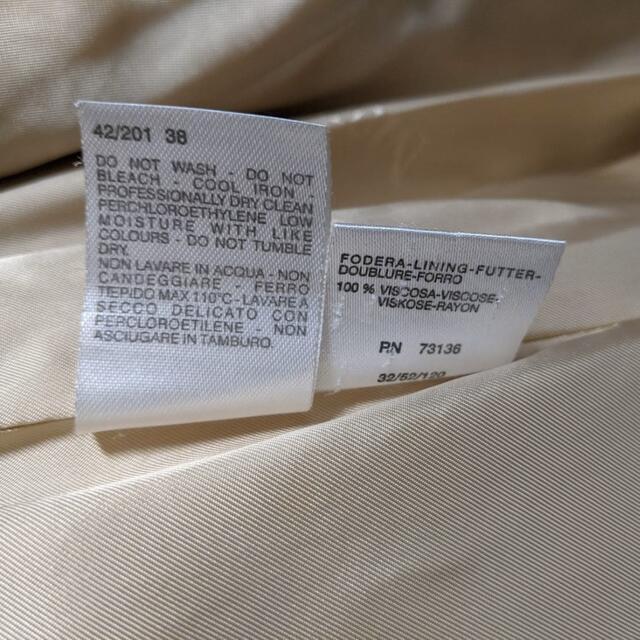 42/201 38
DO NOT WASH - DO NOT
BLEACH - COOL IRON
PROFESSIONALLY DRY CLEAN
PERCHLOROETHYLENE LOW
MOISTURE WITH LIKE
COLOURS - DO NOT TUMBLE
DRY.
NON LAVARE IN ACQUA - NON
CANDEGGIARE - FERRO
TIEPIDO MAX 110°C - LAVARE A
SECCO DELICATO CON
PERCLOROETILENE - NON
ASCIUGARE IN TAMBURO.
FODERA-LINING-FUTTER-
DOUBLURE-FORRO
100 % VISCOSA-VISCOSE-
VISKOSE-RAYON
RN 73136
32/52/120